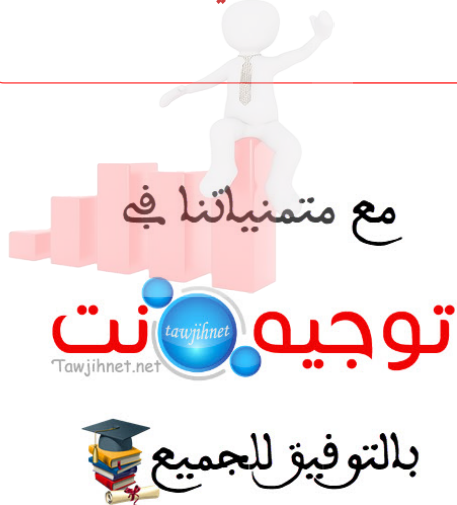 مع متمنياتنا في
توجيه نت
tawjihnet
Tawjihnet.net
بالتوفيق للجميع